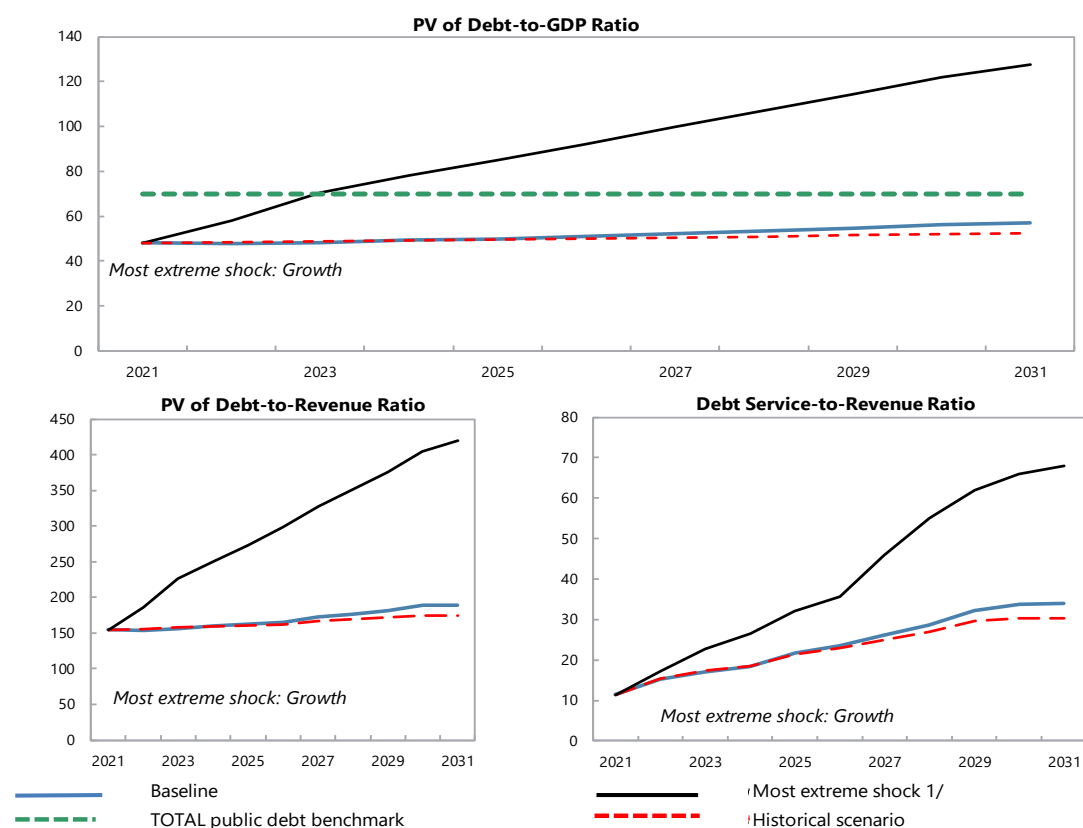 PV of Debt-to-GDP Ratio
140
120
100
80
60
40
20
0
Most extreme shock: Growth
2021 2023 2025 2027 2029 2031
PV of Debt-to-Revenue Ratio
450
400
350
300
250
200
150
100
50
0
Most extreme shock: Growth
2021 2023 2025 2027 2029 2031
Debt Service-to-Revenue Ratio
80
70
60
50
40
30
20
10
0
Most extreme shock: Growth
2021 2023 2025 2027 2029 2031
Baseline
Most extreme shock 1/
TOTAL public debt benchmark
Historical scenario